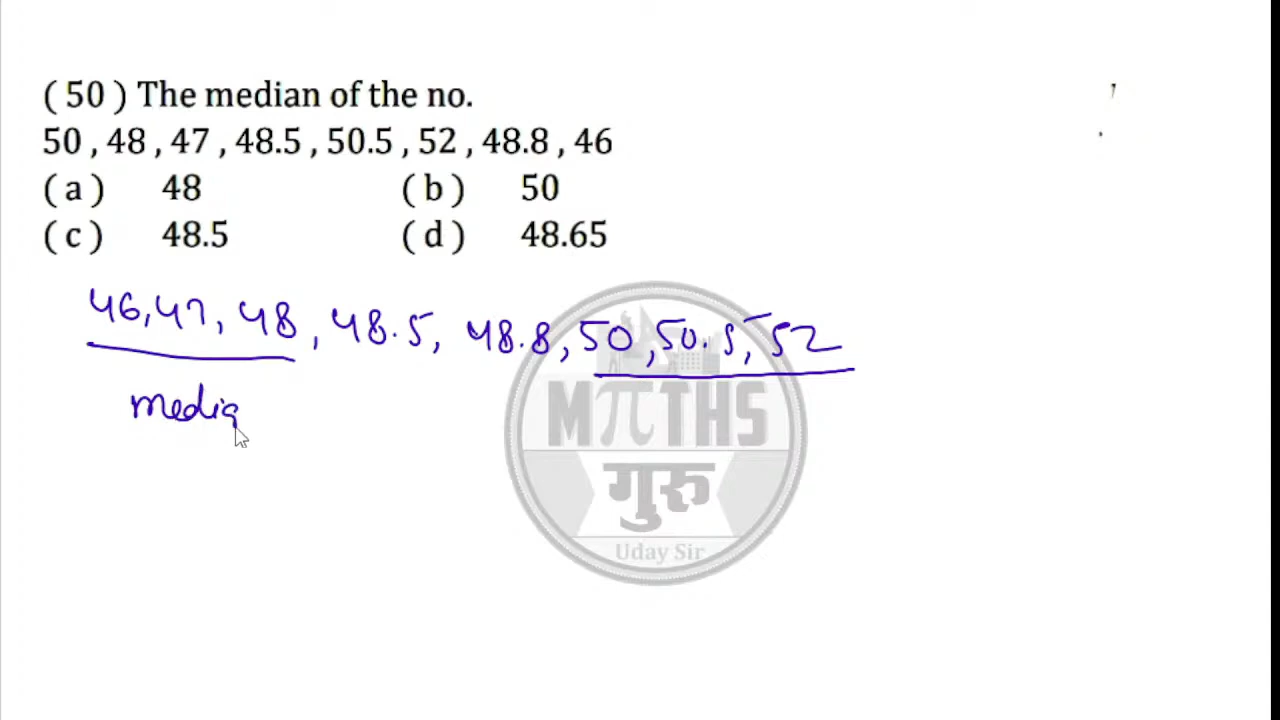 ( 50 ) The median of the no.
50 , 48 , 47 , 48.5 , 50.5 , 52 , 48.8 , 46
( a ) 48 ( b ) 50
( c ) 48.5 ( d ) 48.65
46, 47, 48, 48.5, 48.8, 50, 50.5, 52
media
MπTHS
गुरु
Uday Sir